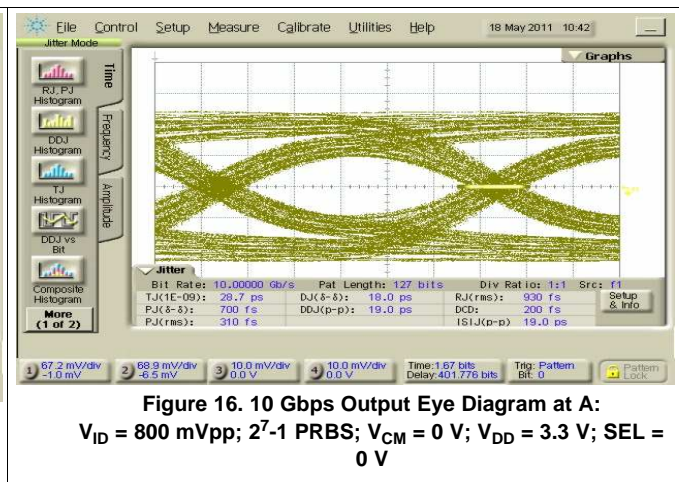 File Control Setup Measure Calibrate Utilities Help 18 May 2011 10:42
Jitter Mode
Graphs
RJ, PJ
Histogram
DDJ
Histogram
TJ
Histogram
DDJ vs
Bit
Composite
Histogram
More
(1 of 2)
Time
Frequency
Amplitude
Jitter
Bit Rate: 10.00000 Gb/s Pat Length: 127 bits Div Ratio: 1:1 Src: f1
TJ(1E-09): 28.7 ps DJ(δ-δ): 18.0 ps RJ(rms): 930 fs
PJ(δ-δ): 700 fs DDJ(p-p): 19.0 ps DCD: 200 fs
PJ(rms): 310 fs ISIJ(p-p) 19.0 ps
Setup
& Info
1) 67.2 mV/div
-1.0 mV
2) 68.9 mV/div
-6.5 mV
3) 10.0 mV/div
0.0 V
4) 10.0 mV/div
0.0 V
Time:1.67 bits
Delay:401.776 bits
Trig: Pattern
Bit: 0
Pattern
Lock
Figure 16. 10 Gbps Output Eye Diagram at A:
V_ID = 800 mVpp; 2^7-1 PRBS; V_CM = 0 V; V_DD = 3.3 V; SEL =
0 V